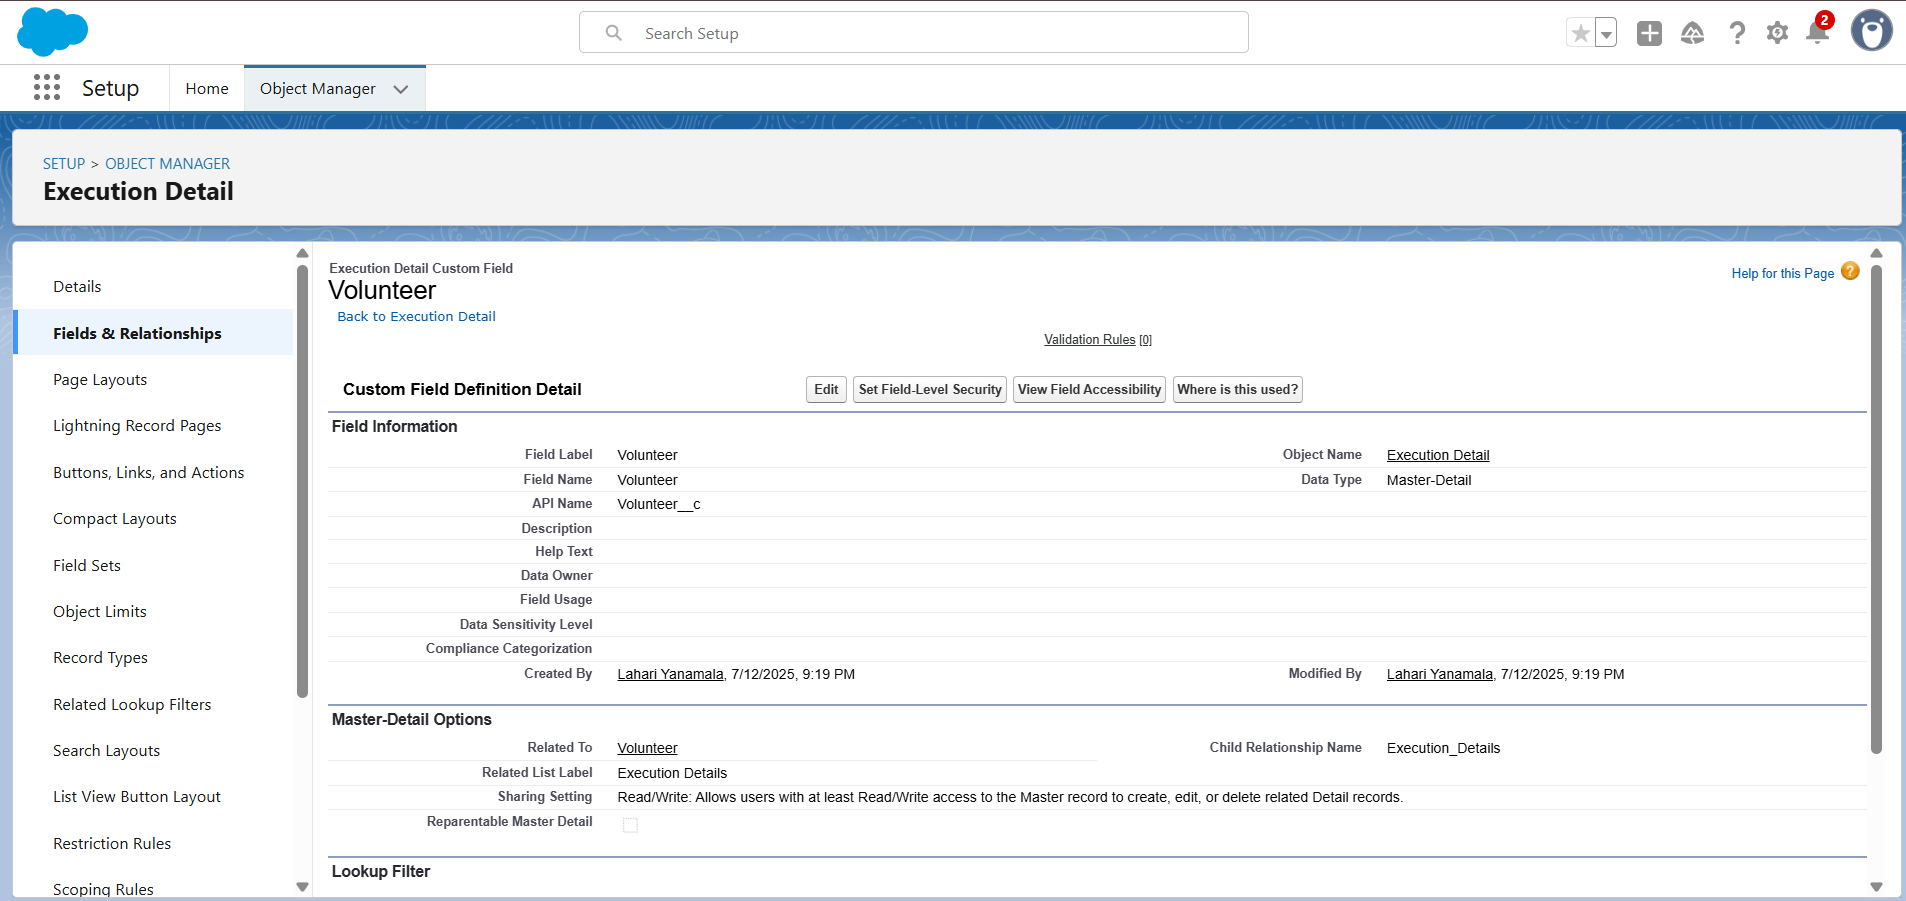 Search Setup
2
Setup
Home
Object Manager
SETUP > OBJECT MANAGER
Execution Detail
Details
Fields & Relationships
Page Layouts
Lightning Record Pages
Buttons, Links, and Actions
Compact Layouts
Field Sets
Object Limits
Record Types
Related Lookup Filters
Search Layouts
List View Button Layout
Restriction Rules
Scoping Rules
Execution Detail Custom Field
Volunteer
Back to Execution Detail
Help for this Page ?
Validation Rules [0]
Custom Field Definition Detail
Edit Set Field-Level Security View Field Accessibility Where is this used?
Field Information
Field Label Volunteer Object Name Execution Detail
Field Name Volunteer Data Type Master-Detail
API Name Volunteer__c
Description
Help Text
Data Owner
Field Usage
Data Sensitivity Level
Compliance Categorization
Created By Lahari Yanamala, 7/12/2025, 9:19 PM Modified By Lahari Yanamala, 7/12/2025, 9:19 PM
Master-Detail Options
Related To Volunteer Child Relationship Name Execution_Details
Related List Label Execution Details
Sharing Setting Read/Write: Allows users with at least Read/Write access to the Master record to create, edit, or delete related Detail records.
Reparentable Master Detail
Lookup Filter